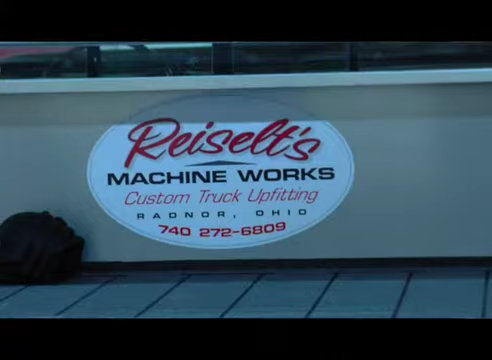 Reiselt's
MACHINE WORKS
Custom Truck Upfitting
RADNOR, OHIO
740 272-6809